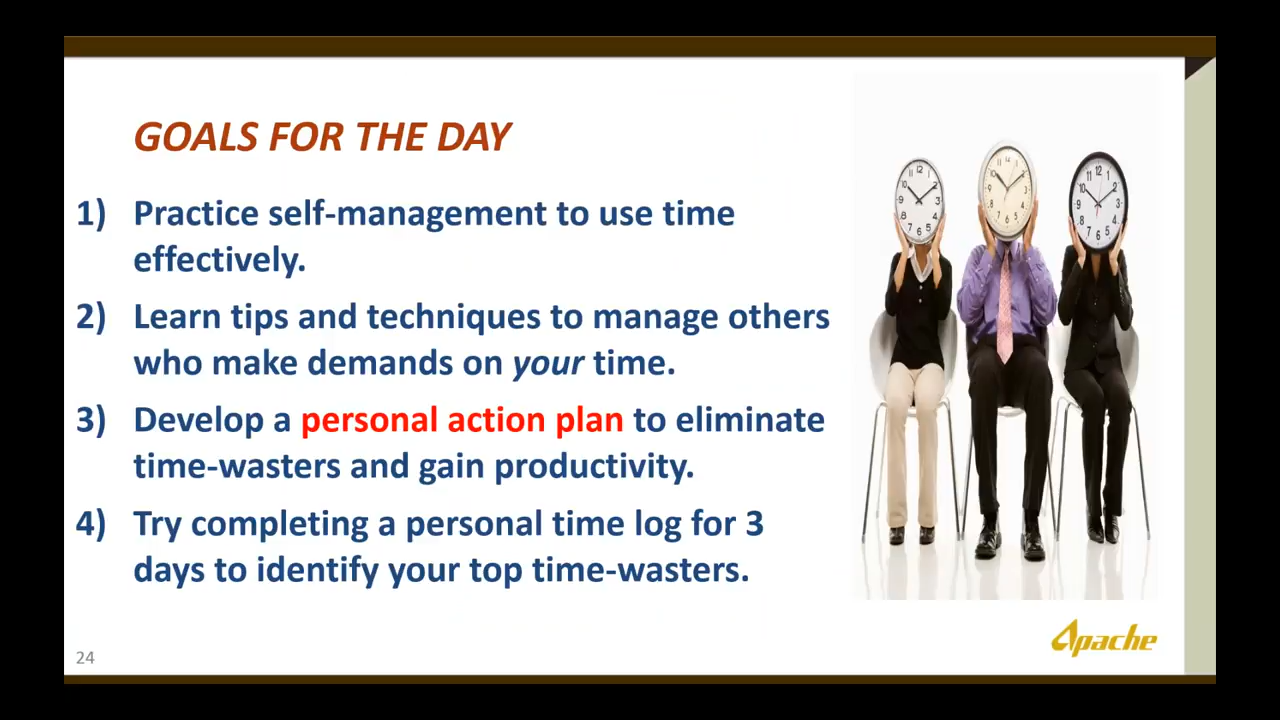 GOALS FOR THE DAY
1) Practice self-management to use time
effectively.
2) Learn tips and techniques to manage others
who make demands on your time.
3) Develop a personal action plan to eliminate
time-wasters and gain productivity.
4) Try completing a personal time log for 3
days to identify your top time-wasters.
Apache
24